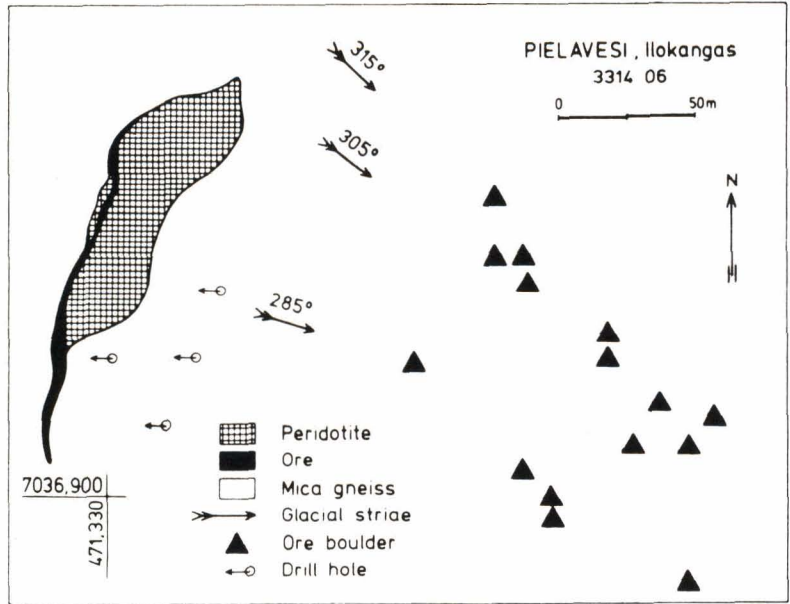 PIELAVESI, Ilokangas
3314 06
0 50m
315°
305°
N
285°
Peridotite
Ore
Mica gneiss
Glacial striae
Ore boulder
Drill hole
7036,900
471,330